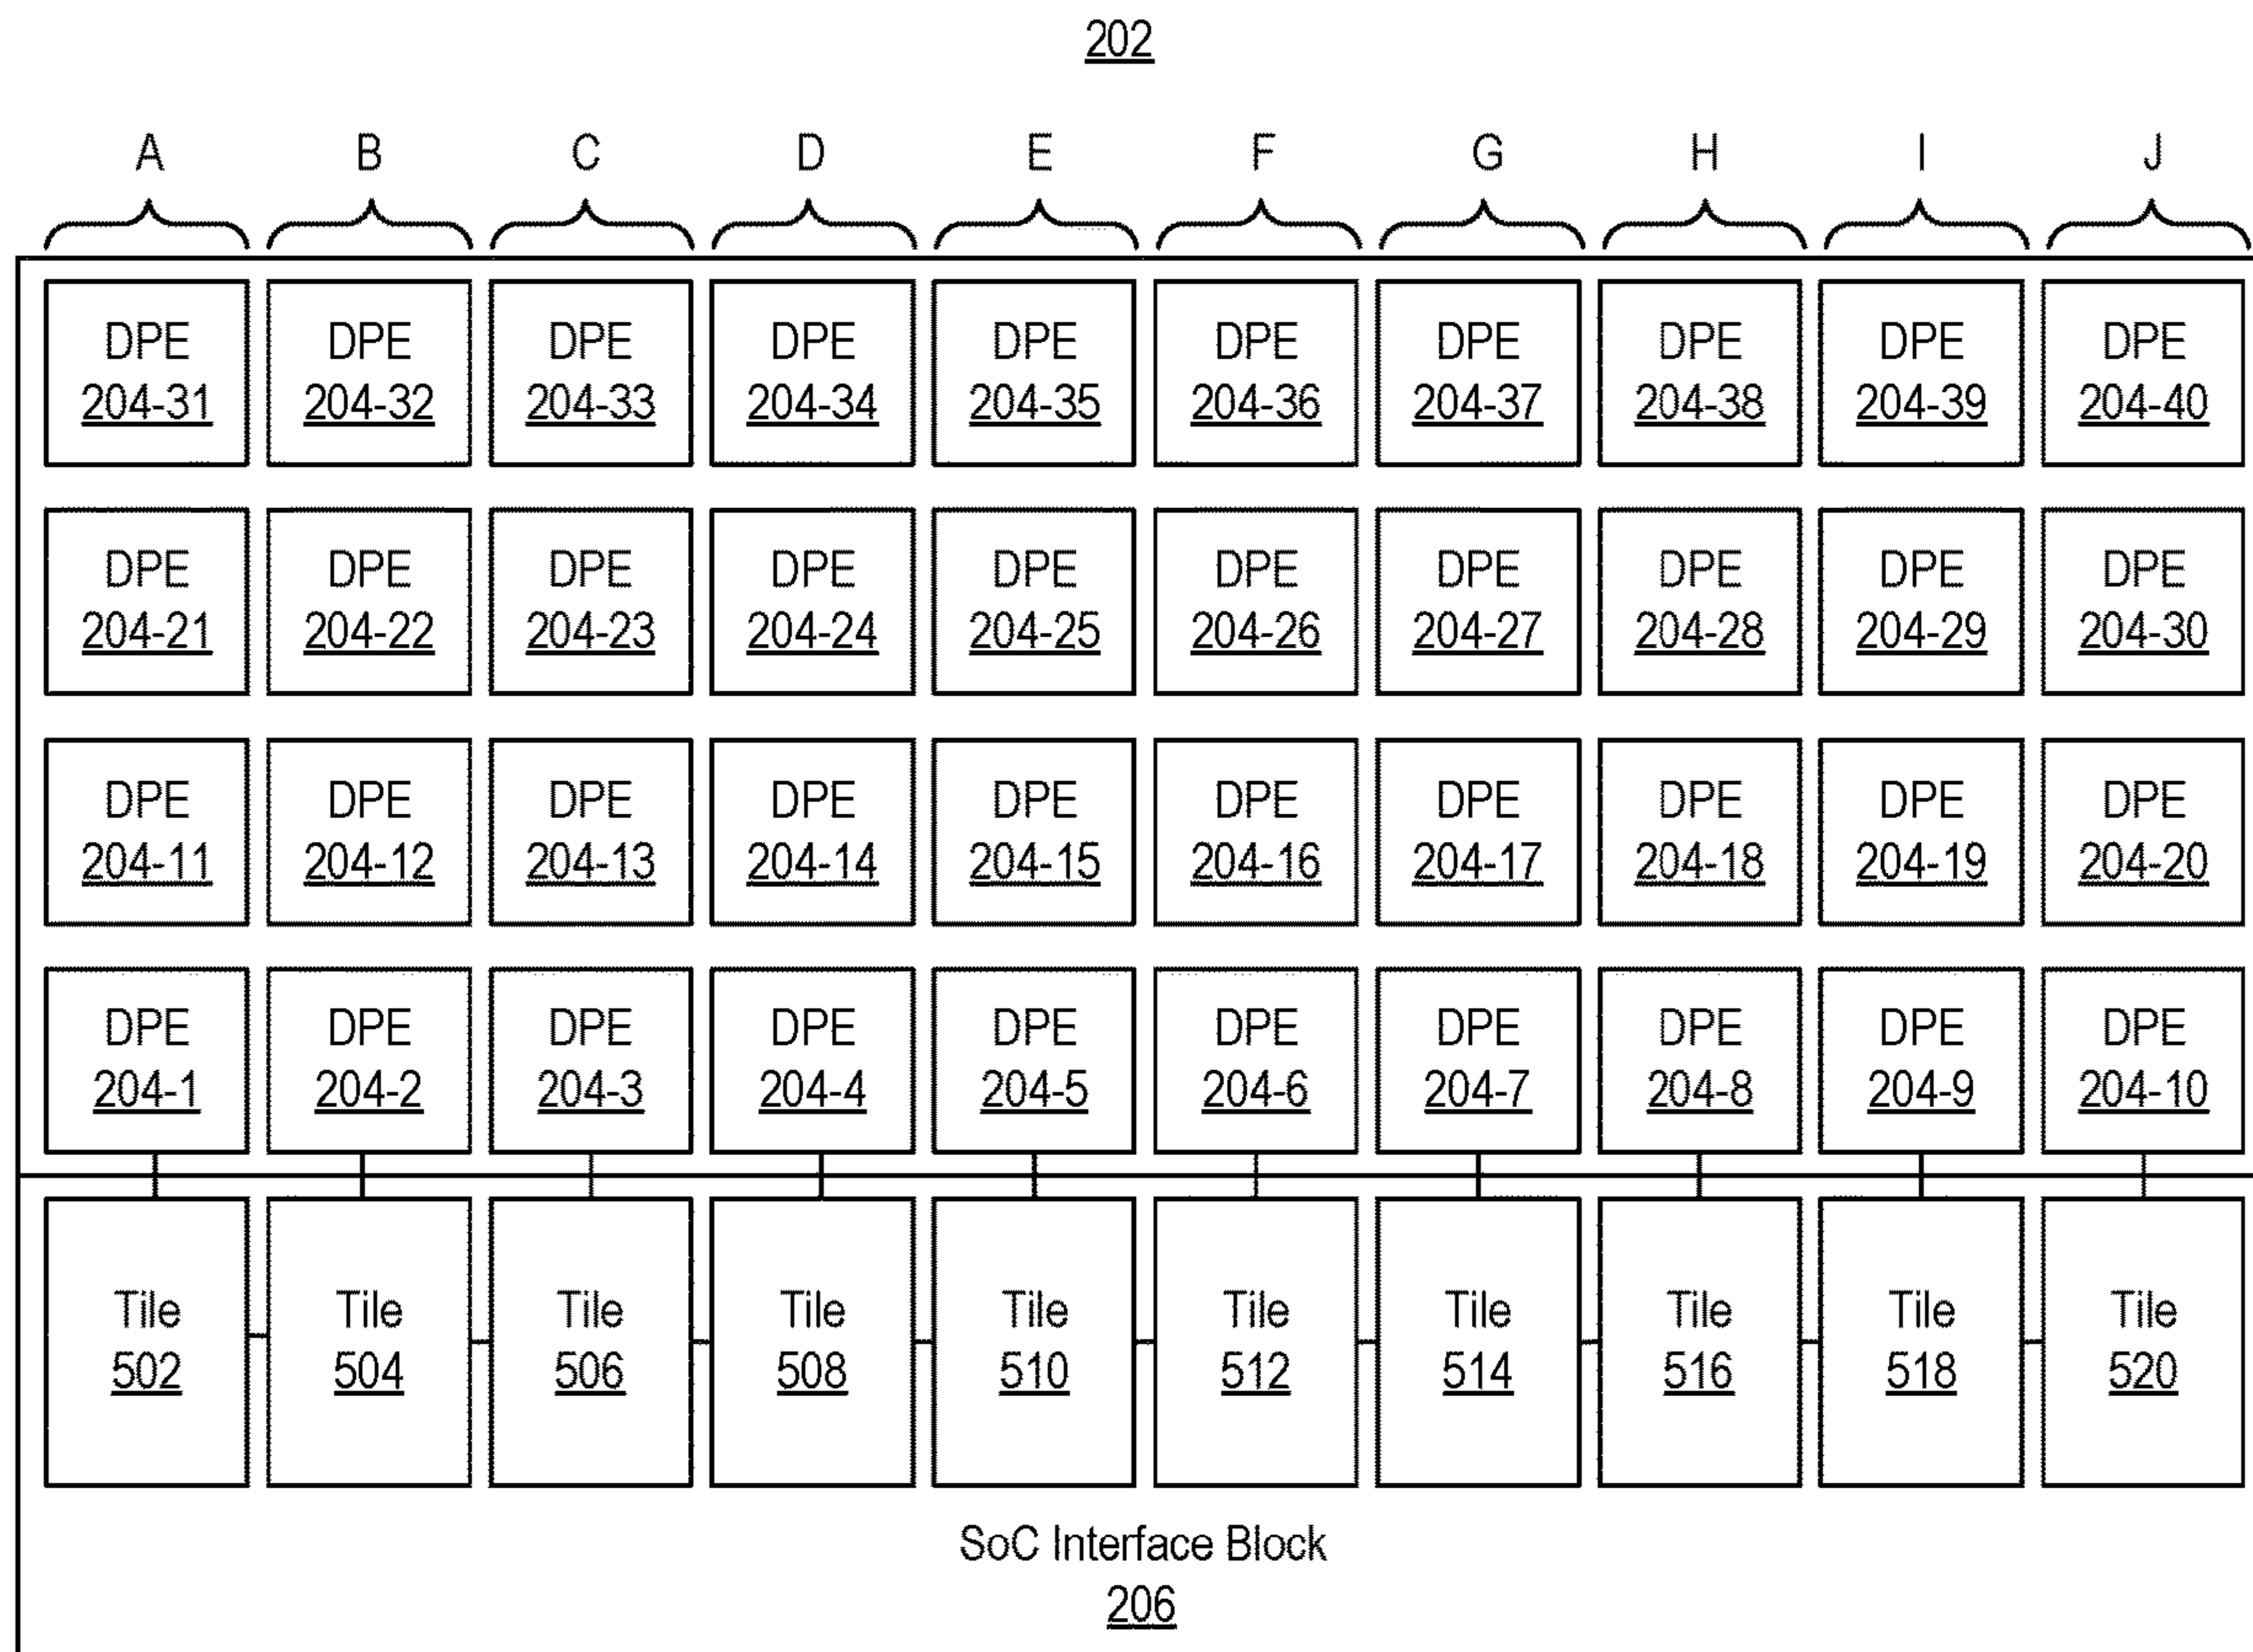 202
A B C D E F G H I J
DPE DPE DPE DPE DPE DPE DPE DPE DPE DPE
204-31 204-32 204-33 204-34 204-35 204-36 204-37 204-38 204-39 204-40
DPE DPE DPE DPE DPE DPE DPE DPE DPE DPE
204-21 204-22 204-23 204-24 204-25 204-26 204-27 204-28 204-29 204-30
DPE DPE DPE DPE DPE DPE DPE DPE DPE DPE
204-11 204-12 204-13 204-14 204-15 204-16 204-17 204-18 204-19 204-20
DPE DPE DPE DPE DPE DPE DPE DPE DPE DPE
204-1 204-2 204-3 204-4 204-5 204-6 204-7 204-8 204-9 204-10
Tile Tile Tile Tile Tile Tile Tile Tile Tile Tile
502 504 506 508 510 512 514 516 518 520
SoC Interface Block
206